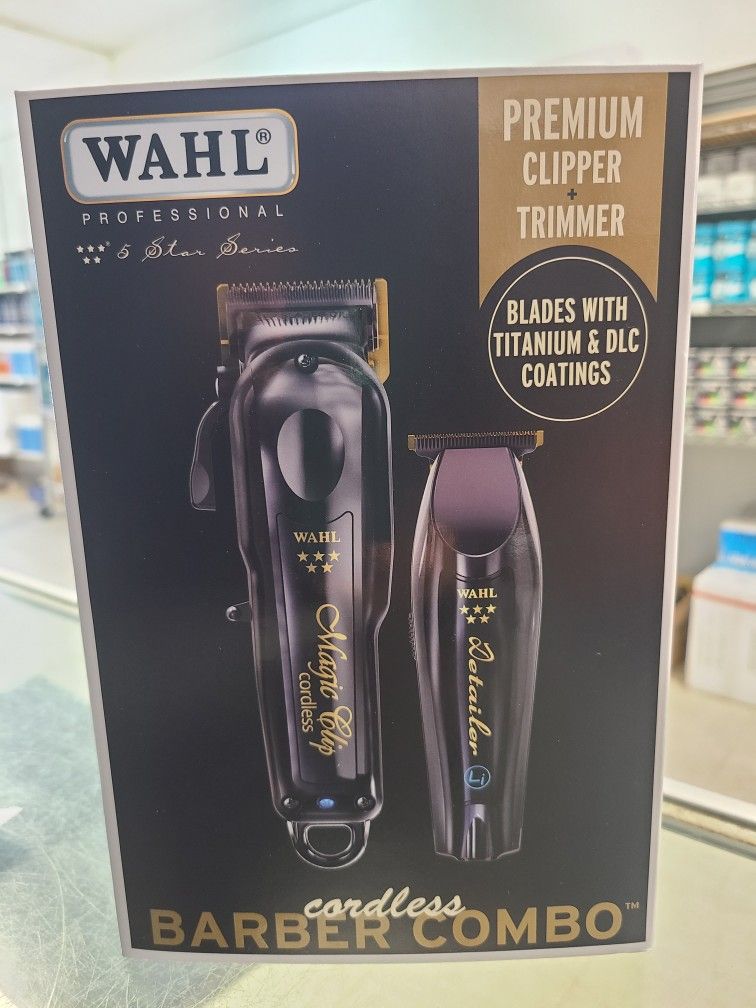 WAHL®
PROFESSIONAL
5 Star Series
PREMIUM
CLIPPER
+
TRIMMER
BLADES WITH
TITANIUM & DLC
COATINGS
WAHL
Magic Clip
cordless
WAHL
Detailer
Li
cordless
BARBER COMBO™